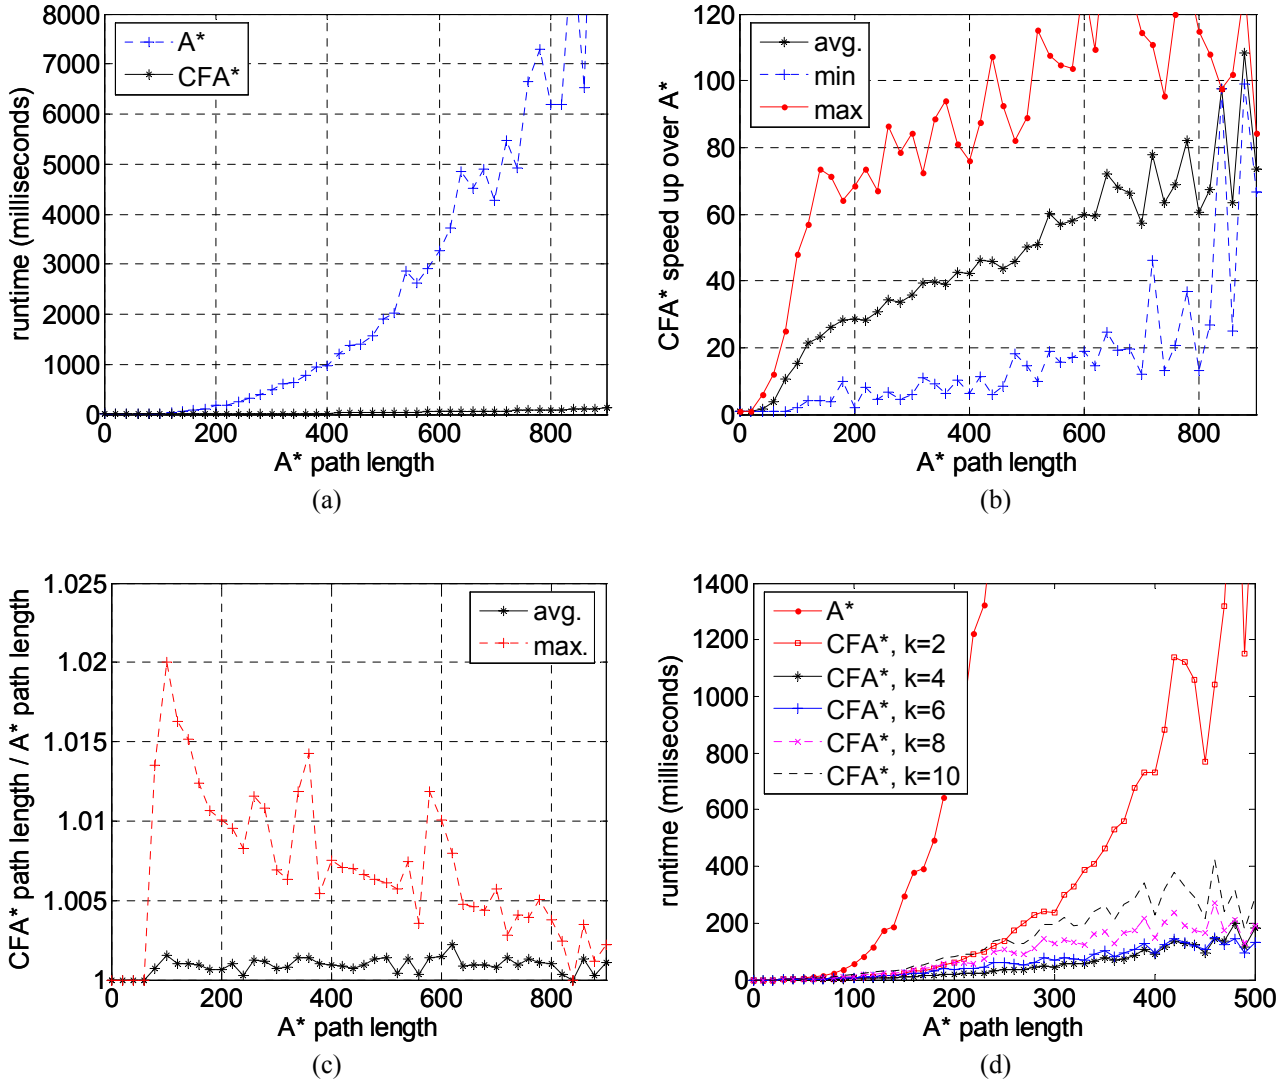 8000
7000
6000
5000
4000
3000
2000
1000
0
0 200 400 600 800
runtime (milliseconds)
A* path length
A*
CFA*
(a)
120
100
80
60
40
20
0
0 200 400 600 800
CFA* speed up over A*
A* path length
avg.
min
max
(b)
1.025
1.02
1.015
1.01
1.005
1
0 200 400 600 800
CFA* path length / A* path length
A* path length
avg.
max.
(c)
1400
1200
1000
800
600
400
200
0
0 100 200 300 400 500
runtime (milliseconds)
A* path length
A*
CFA*, k=2
CFA*, k=4
CFA*, k=6
CFA*, k=8
CFA*, k=10
(d)